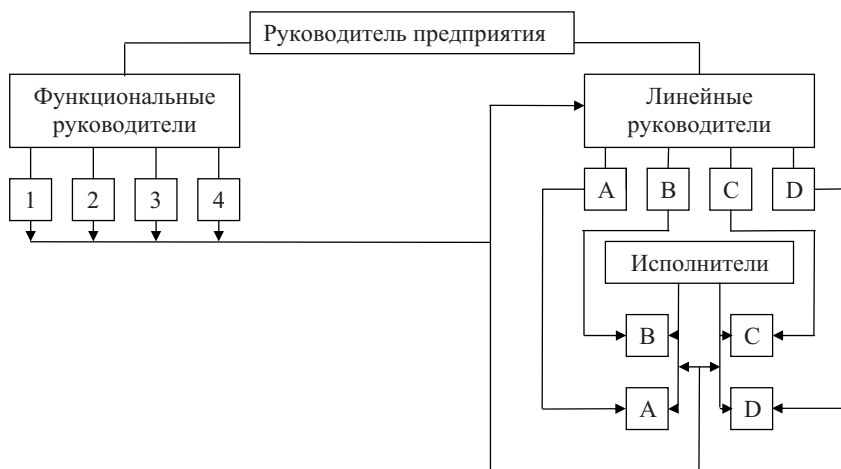 Руководитель предприятия
Функциональные
руководители
Линейные
руководители
1 2 3 4
A B C D
Исполнители
B C
A D